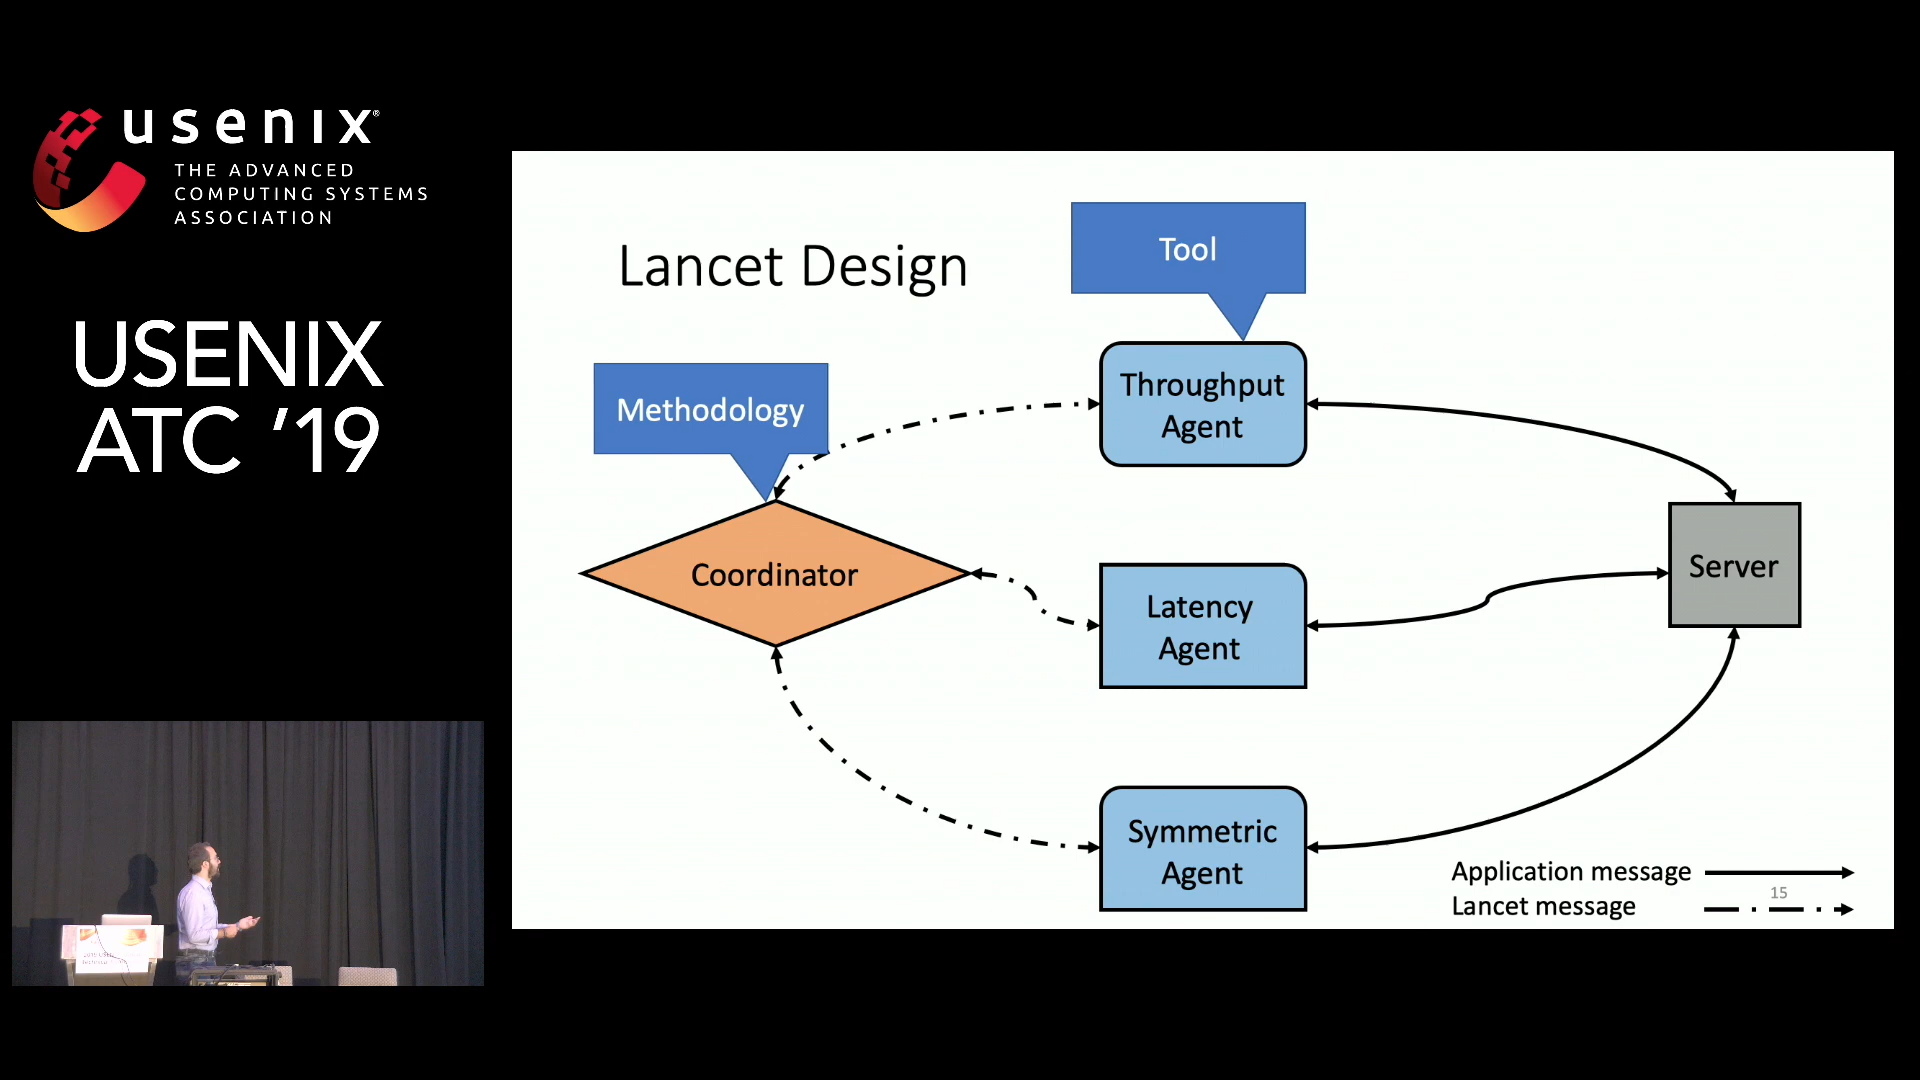 usenix®
THE ADVANCED
COMPUTING SYSTEMS
ASSOCIATION
USENIX
ATC ’19
Lancet Design
Tool
Methodology
Throughput
Agent
Coordinator
Latency
Agent
Server
Symmetric
Agent
Application message
15
Lancet message